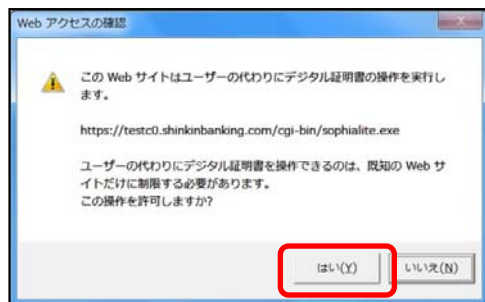 Web アクセスの確認
この Web サイトはユーザーの代わりにデジタル証明書の操作を実行し
ます。
https://testc0.shinkinbanking.com/cgi-bin/sophialite.exe
ユーザーの代わりにデジタル証明書を操作できるのは、既知の Web サ
イトだけに制限する必要があります。
この操作を許可しますか?
はい(Y) いいえ(N)